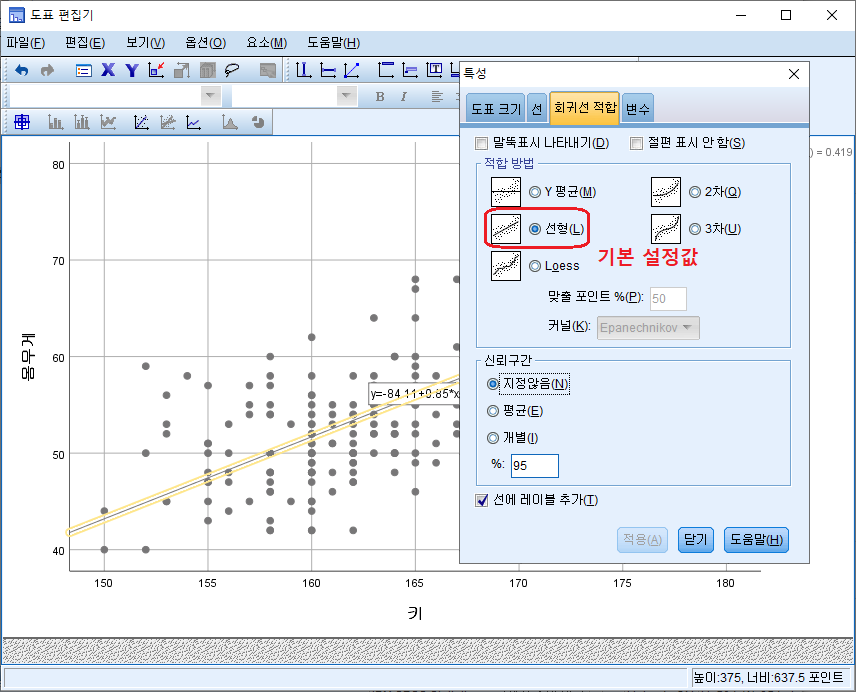 도표 편집기
파일(F) 편집(E) 보기(V) 옵션(O) 요소(M) 도움말(H)
X Y
B I
특성
도표 크기 선 회귀선 적합 변수
말뚝표시 나타내기(D) 절편 표시 안 함(S)
적합 방법
Y 평균(M) 2차(Q)
선형(L) 3차(U)
기본 설정값
Loess
맞출 포인트 %(P): 50
커널(K): Epanechnikov
신뢰구간
지정않음(N)
평균(E)
개별(I)
%: 95
선에 레이블 추가(T)
적용(A) 닫기 도움말(H)
) = 0.419
80
70
60
50
40
몸무게
y=-84.11+0.85*x
150 155 160 165 170 175 180
키
높이:375, 너비:637.5 포인트